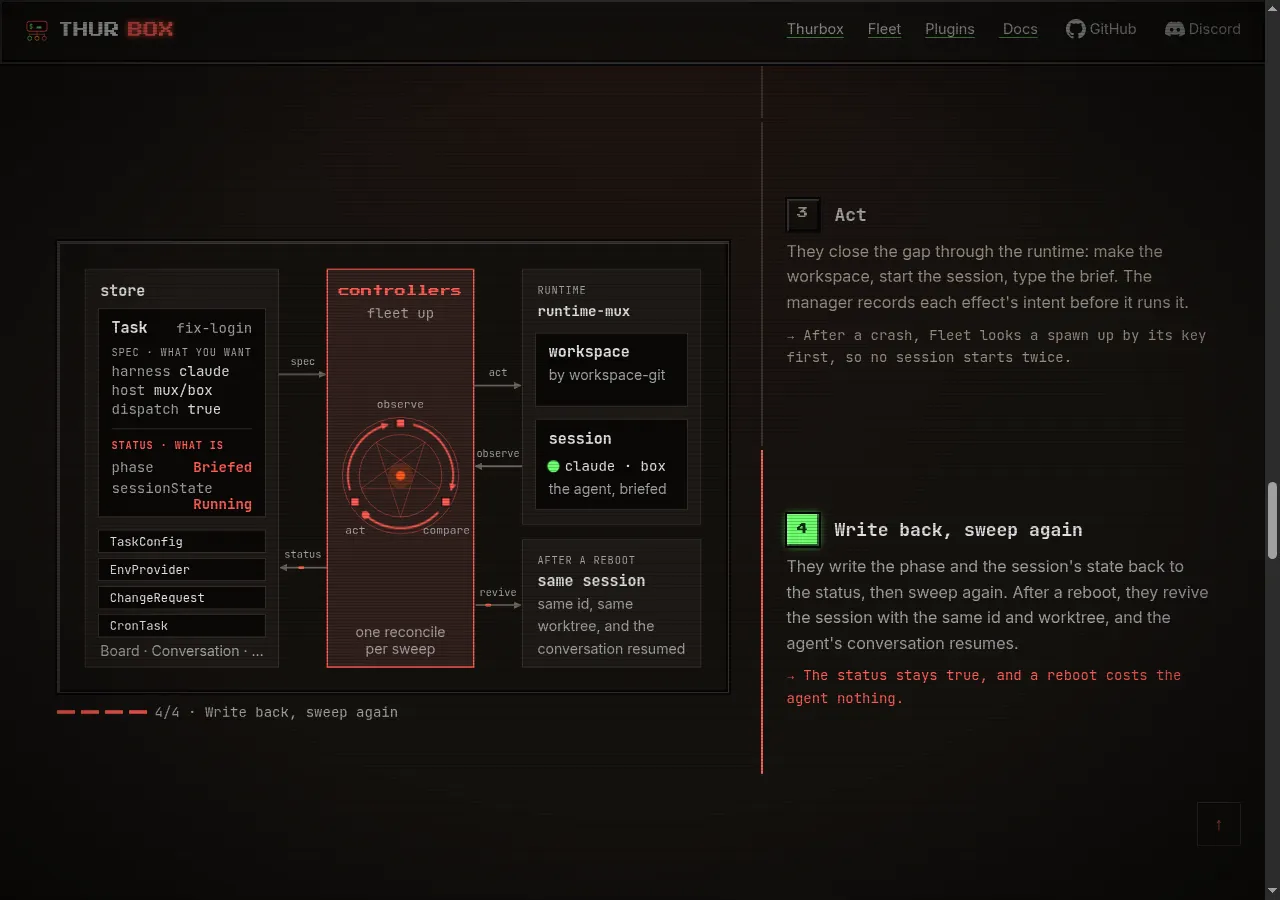 THUR BOX
Thurbox Fleet Plugins Docs GitHub Discord
store
Task fix-login
SPEC · WHAT YOU WANT
harness claude
host mux/box
dispatch true
STATUS · WHAT IS
phase Briefed
sessionState
Running
TaskConfig
EnvProvider
ChangeRequest
CronTask
Board · Conversation · ...
spec
status
controllers
fleet up
observe
act compare
one reconcile
per sweep
act
observe
revive
RUNTIME
runtime-mux
workspace
by workspace-git
session
claude · box
the agent, briefed
AFTER A REBOOT
same session
same id, same
worktree, and the
conversation resumed
4/4 · Write back, sweep again
3 Act
They close the gap through the runtime: make the
workspace, start the session, type the brief. The
manager records each effect's intent before it runs it.
→ After a crash, Fleet looks a spawn up by its key
first, so no session starts twice.
4 Write back, sweep again
They write the phase and the session's state back to
the status, then sweep again. After a reboot, they revive
the session with the same id and worktree, and the
agent's conversation resumes.
→ The status stays true, and a reboot costs the
agent nothing.
↑